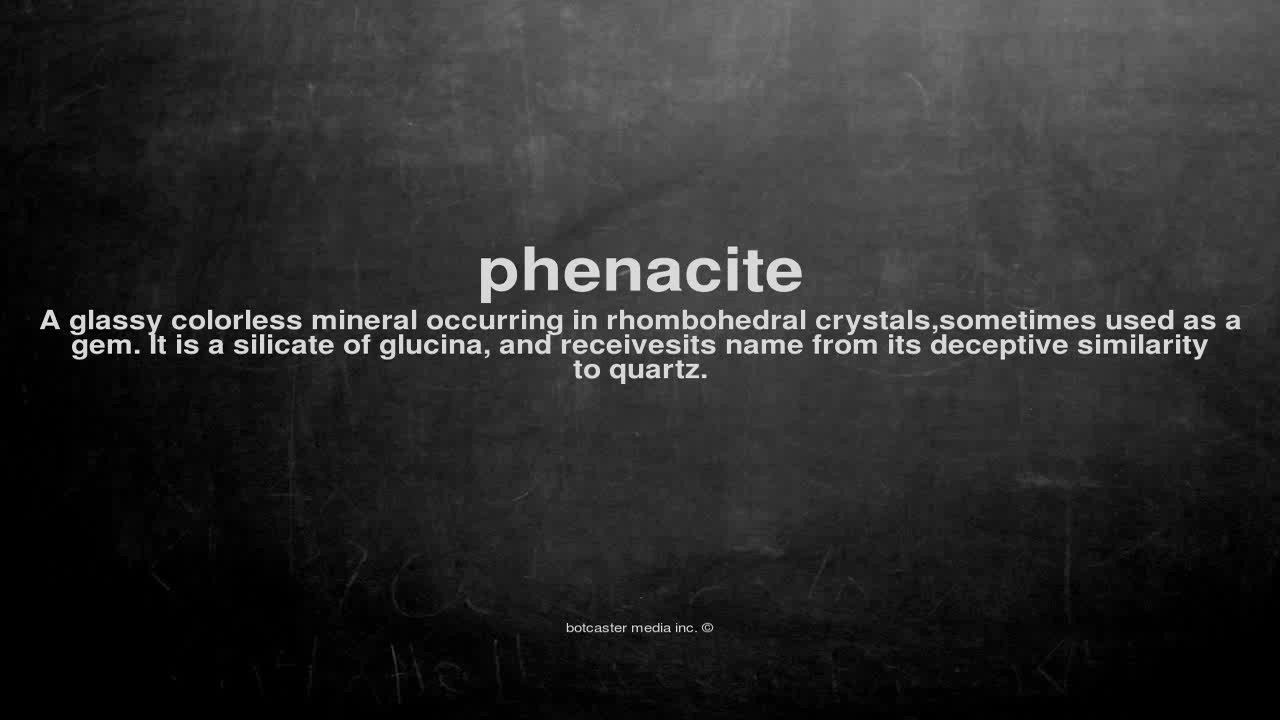 phenacite
A glassy colorless mineral occurring in rhombohedral crystals,sometimes used as a
gem. It is a silicate of glucina, and receivesits name from its deceptive similarity
to quartz.
botcaster media inc. ©